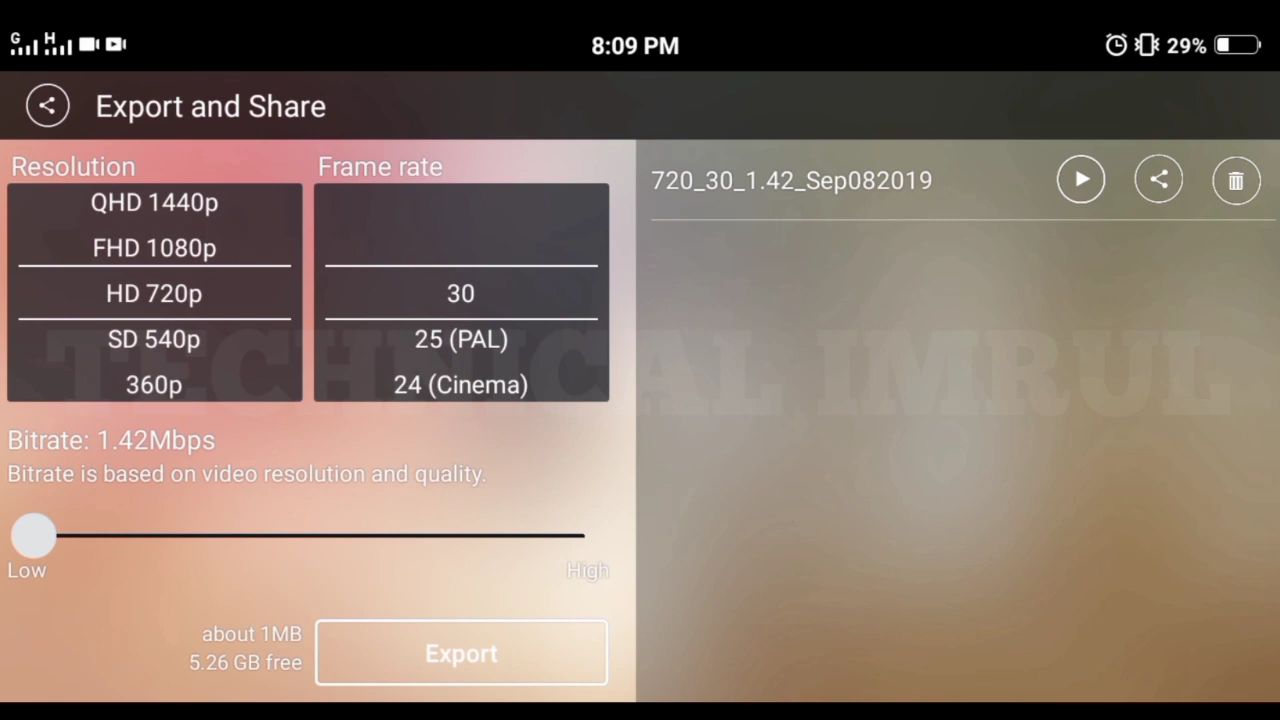 G H
8:09 PM
29%
Export and Share
Resolution
QHD 1440p
FHD 1080p
HD 720p
SD 540p
360p
Frame rate
30
25 (PAL)
24 (Cinema)
Bitrate: 1.42Mbps
Bitrate is based on video resolution and quality.
Low
High
about 1MB
5.26 GB free
Export
720_30_1.42_Sep082019
TECHNICAL IMRUL